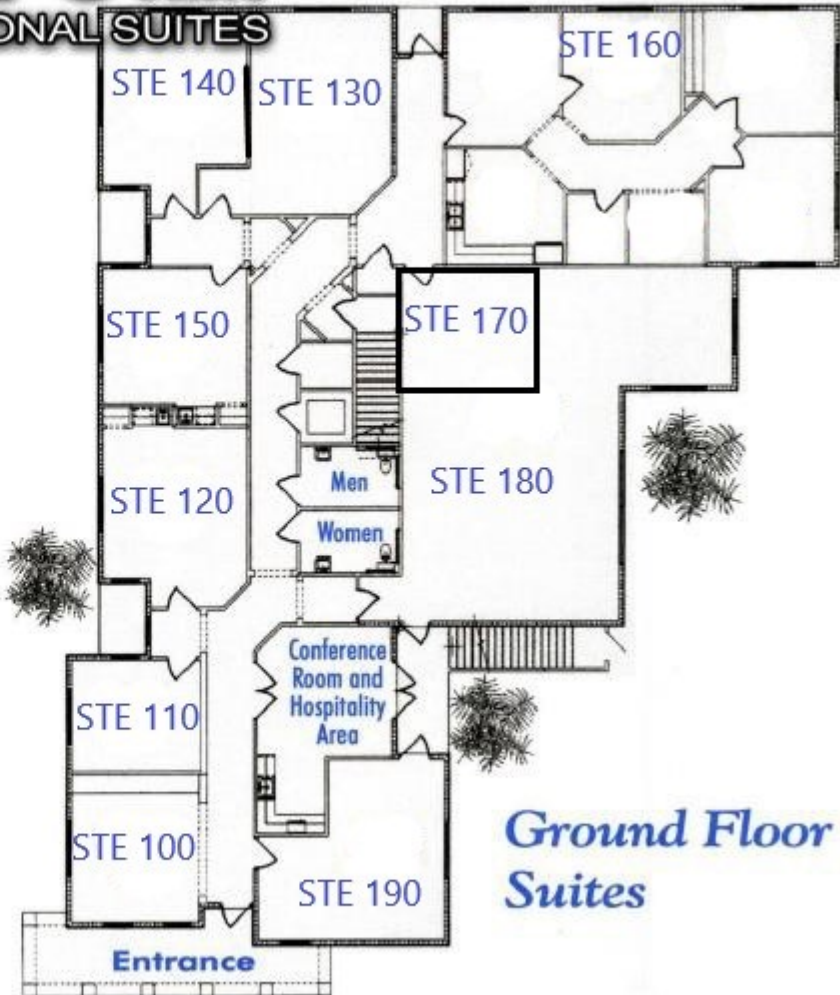 ONAL SUITES
STE 160
STE 140
STE 130
STE 150
STE 170
STE 120
Men
STE 180
Women
Conference
Room and
Hospitality
Area
STE 110
STE 100
STE 190
Ground Floor
Suites
Entrance